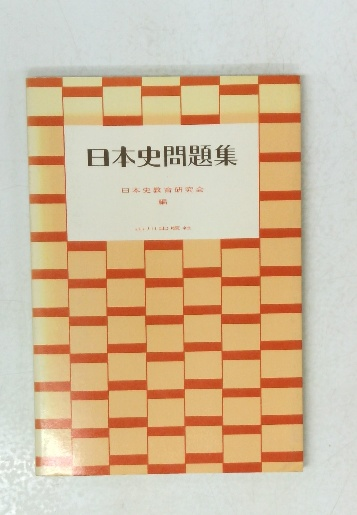 日本史問題集
日本史教育研究会
編
山川出版社